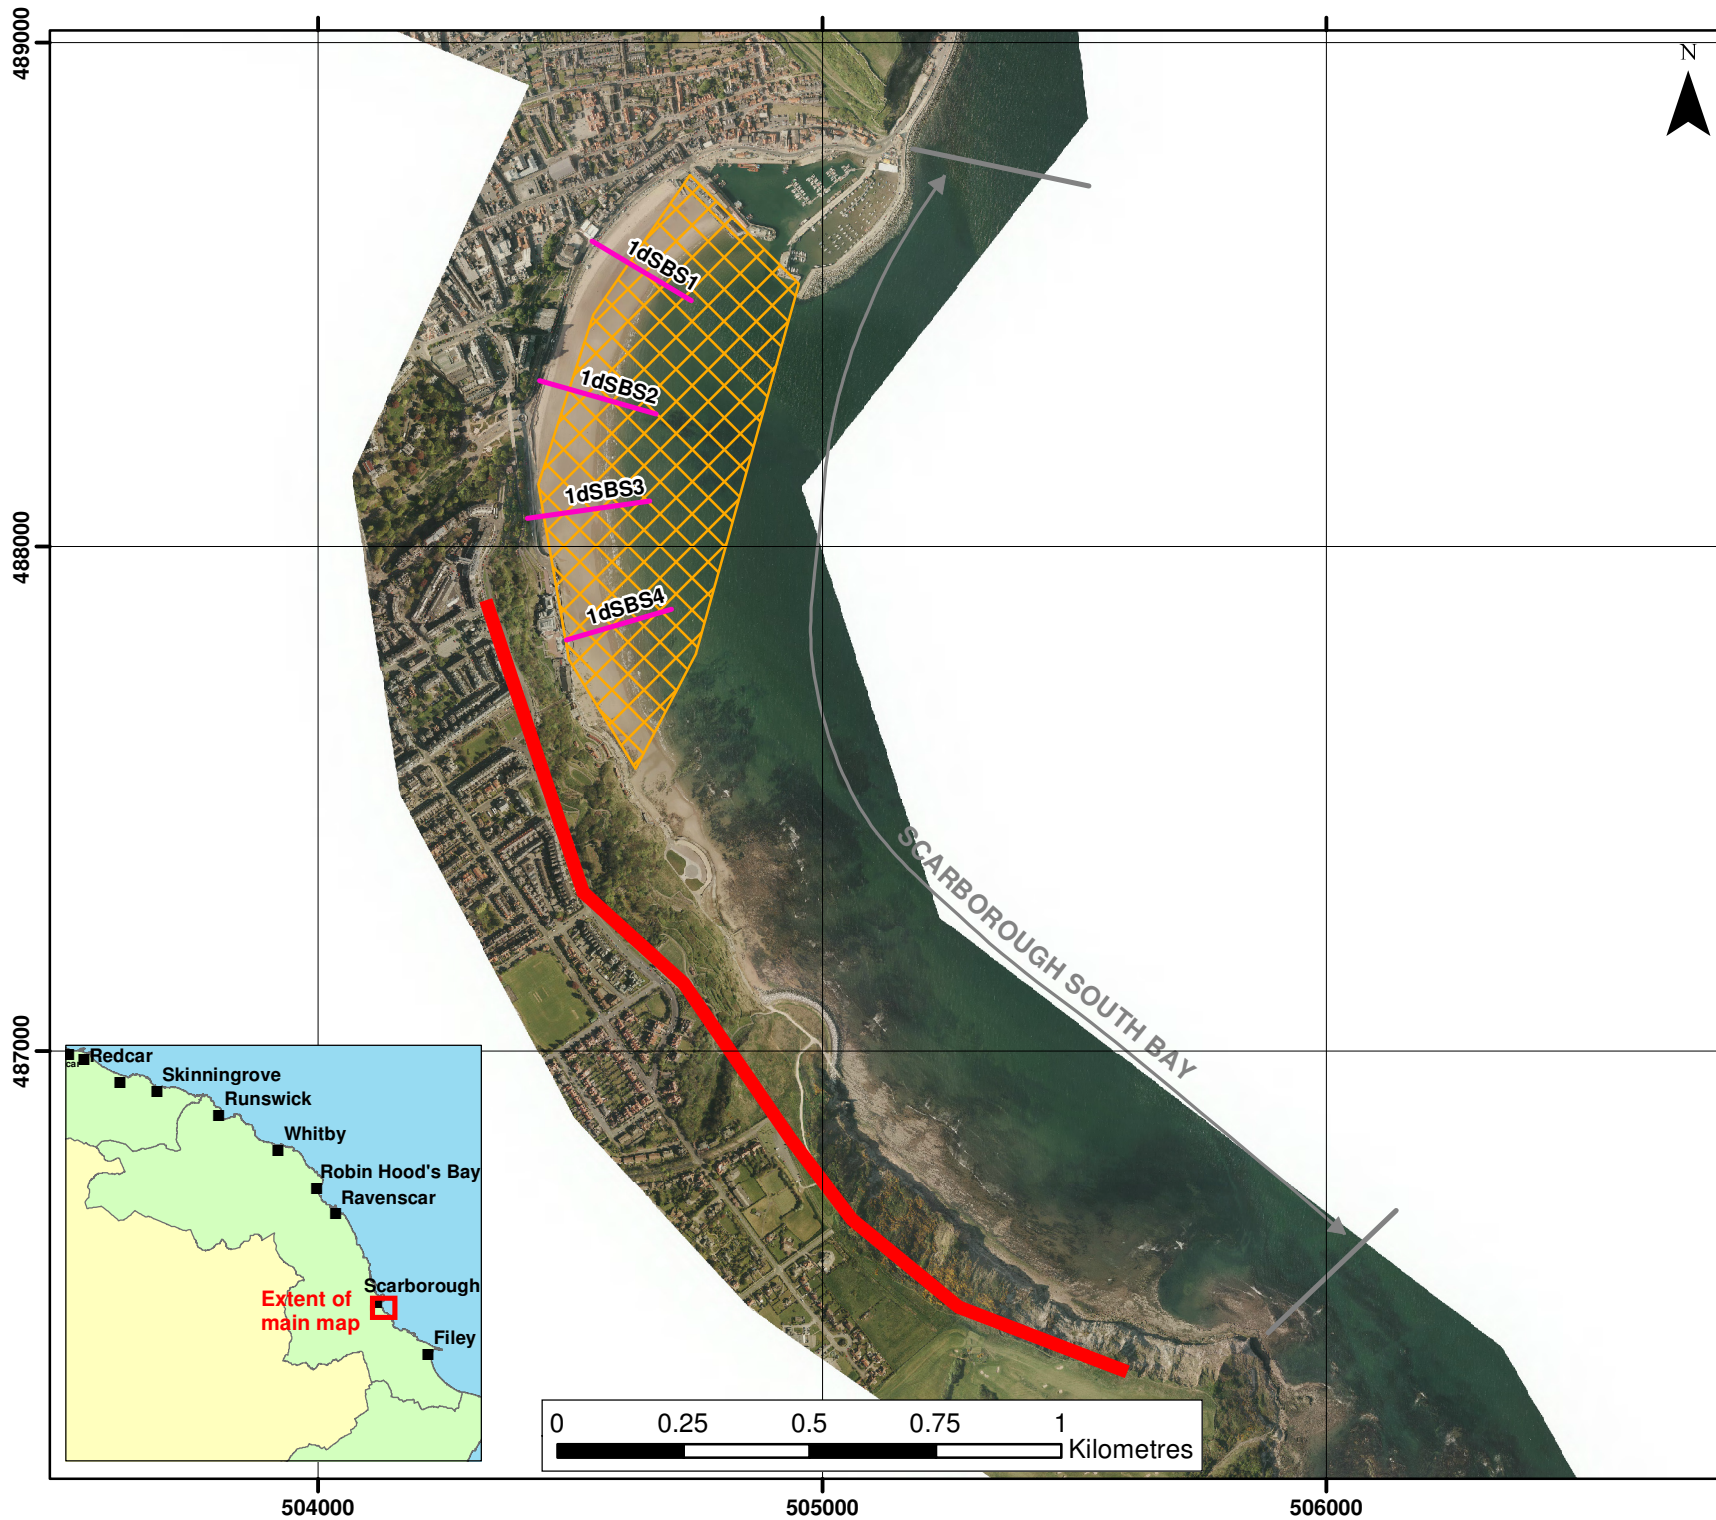 489000
488000
487000
N
1dSBS1
1dSBS2
1dSBS3
1dSBS4
SCARBOROUGH SOUTH BAY
Redcar
car
Skinningrove
Runswick
Whitby
Robin Hood's Bay
Ravenscar
Scarborough
Extent of
main map
Filey
0 0.25 0.5 0.75 1
Kilometres
504000 505000 506000